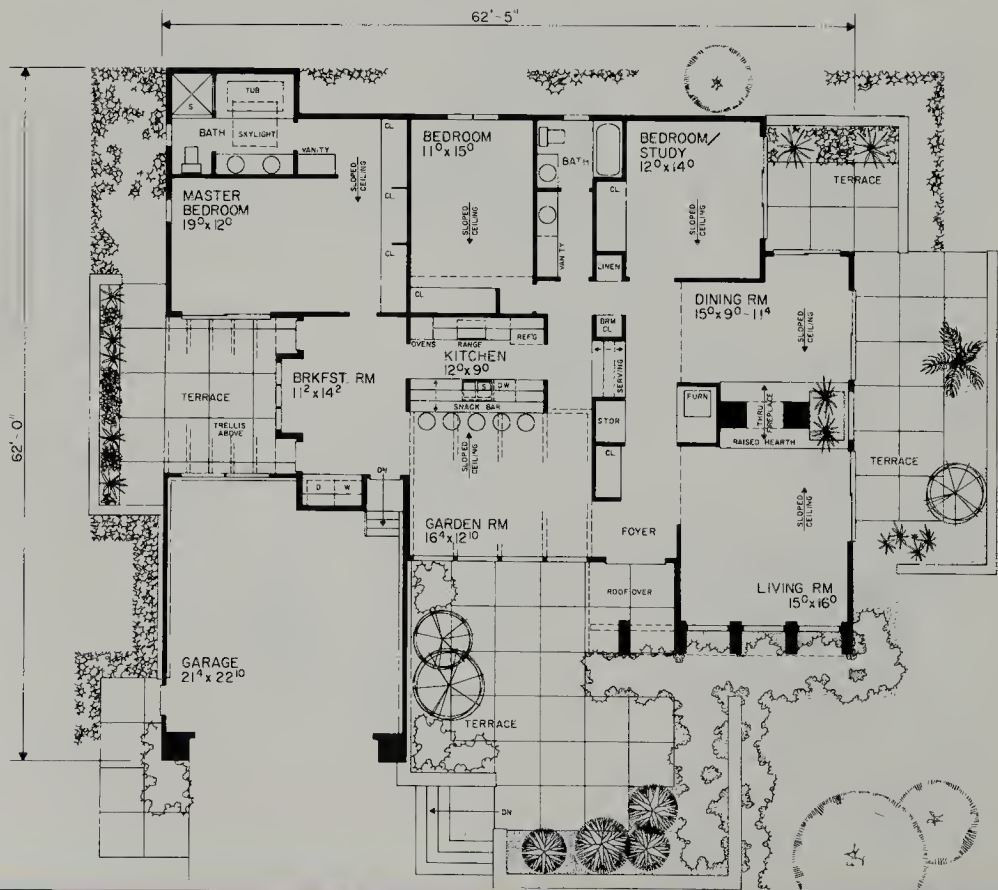 62'-5"
62'-0"
TUB
S
BATH
SKYLIGHT
VANITY
CL
SLOPED
CEILING
CL
CL
MASTER
BEDROOM
19⁰ x 12⁰
BEDROOM
11⁰ x 15⁰
SLOPED
CEILING
CL
BATH
VANITY
CL
LINEN
BEDROOM/
STUDY
12⁰ x 14⁰
SLOPED
CEILING
TERRACE
DINING RM
15⁰ x 9⁰-11⁴
SLOPED
CEILING
BRM
CL
SERVING
OVENS
RANGE
REF'G
KITCHEN
12⁰ x 9⁰
S
DW
SNACK BAR
BRKFST. RM
11² x 14²
TERRACE
TRELLIS
ABOVE
STOR
CL
FURN
THRU
FIREPLACE
RAISED HEARTH
TERRACE
SLOPED
CEILING
D
W
DN
GARDEN RM
16⁴ x 12¹⁰
FOYER
SLOPED
CEILING
LIVING RM
15⁰ x 16⁰
ROOF OVER
GARAGE
21⁴ x 22¹⁰
TERRACE
DN